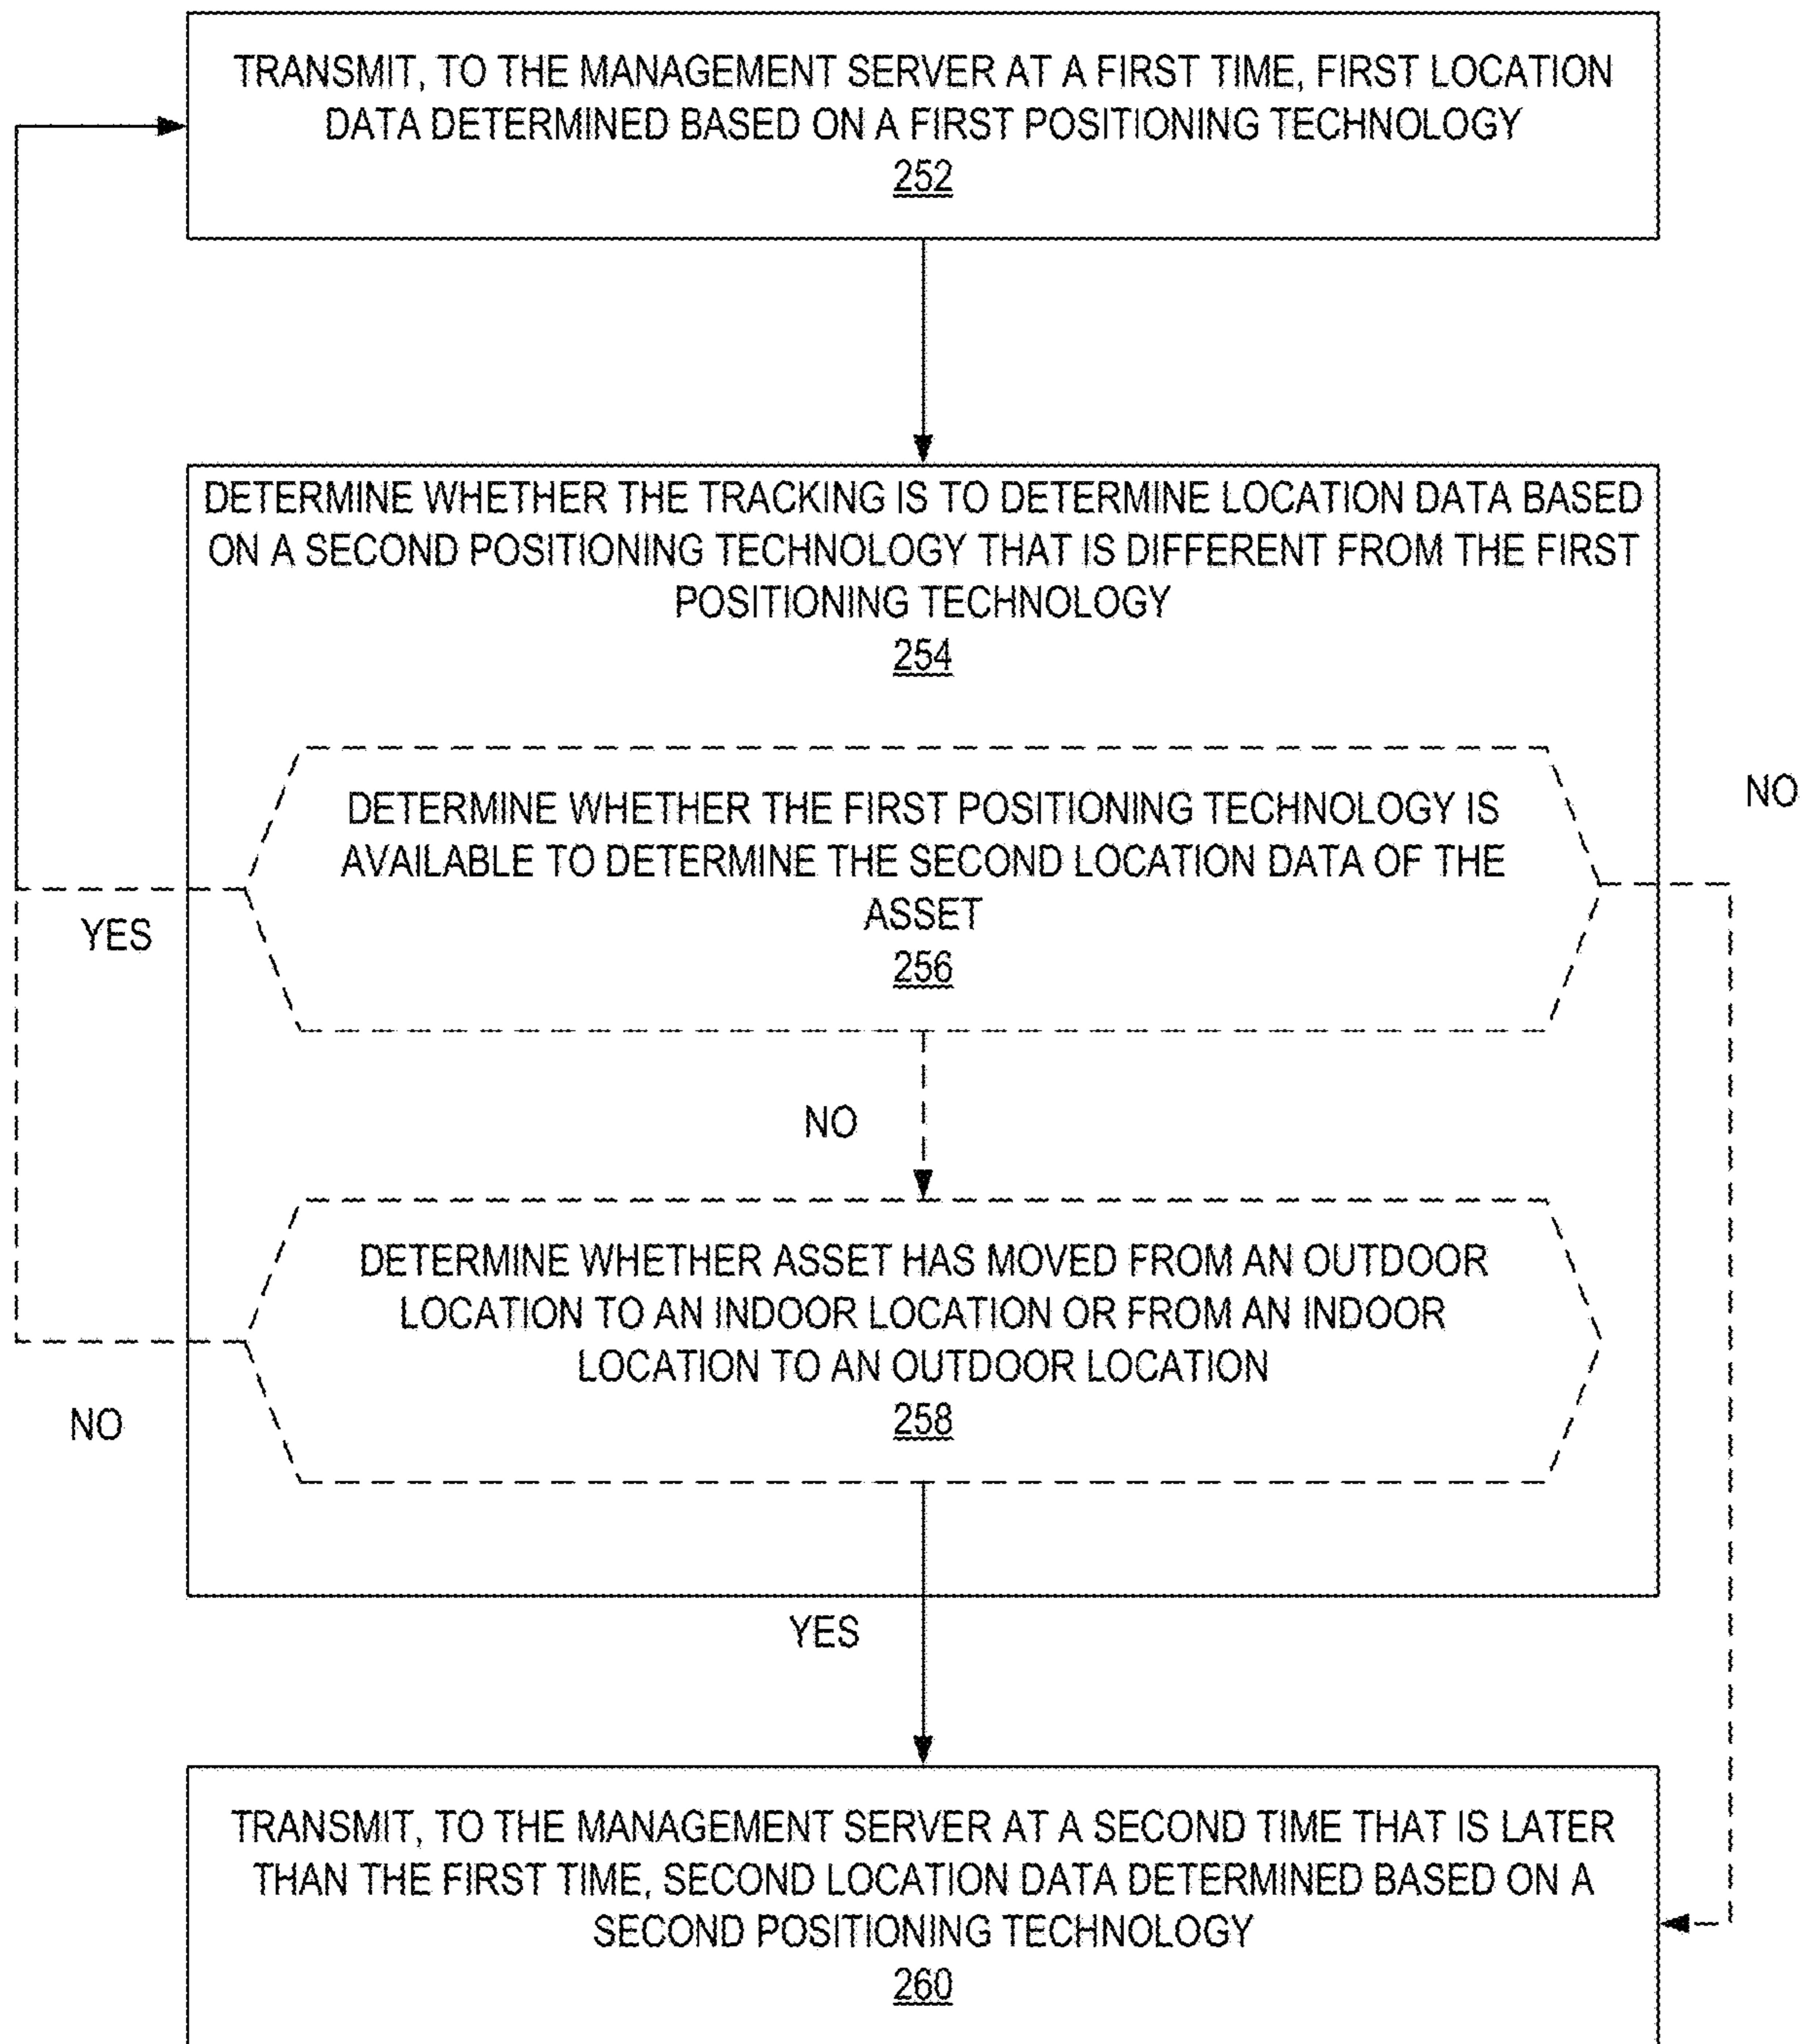 TRANSMIT, TO THE MANAGEMENT SERVER AT A FIRST TIME, FIRST LOCATION
DATA DETERMINED BASED ON A FIRST POSITIONING TECHNOLOGY
252
DETERMINE WHETHER THE TRACKING IS TO DETERMINE LOCATION DATA BASED
ON A SECOND POSITIONING TECHNOLOGY THAT IS DIFFERENT FROM THE FIRST
POSITIONING TECHNOLOGY
254
NO
DETERMINE WHETHER THE FIRST POSITIONING TECHNOLOGY IS
AVAILABLE TO DETERMINE THE SECOND LOCATION DATA OF THE
ASSET
256
YES
NO
DETERMINE WHETHER ASSET HAS MOVED FROM AN OUTDOOR
LOCATION TO AN INDOOR LOCATION OR FROM AN INDOOR
LOCATION TO AN OUTDOOR LOCATION
258
NO
YES
TRANSMIT, TO THE MANAGEMENT SERVER AT A SECOND TIME THAT IS LATER
THAN THE FIRST TIME, SECOND LOCATION DATA DETERMINED BASED ON A
SECOND POSITIONING TECHNOLOGY
260